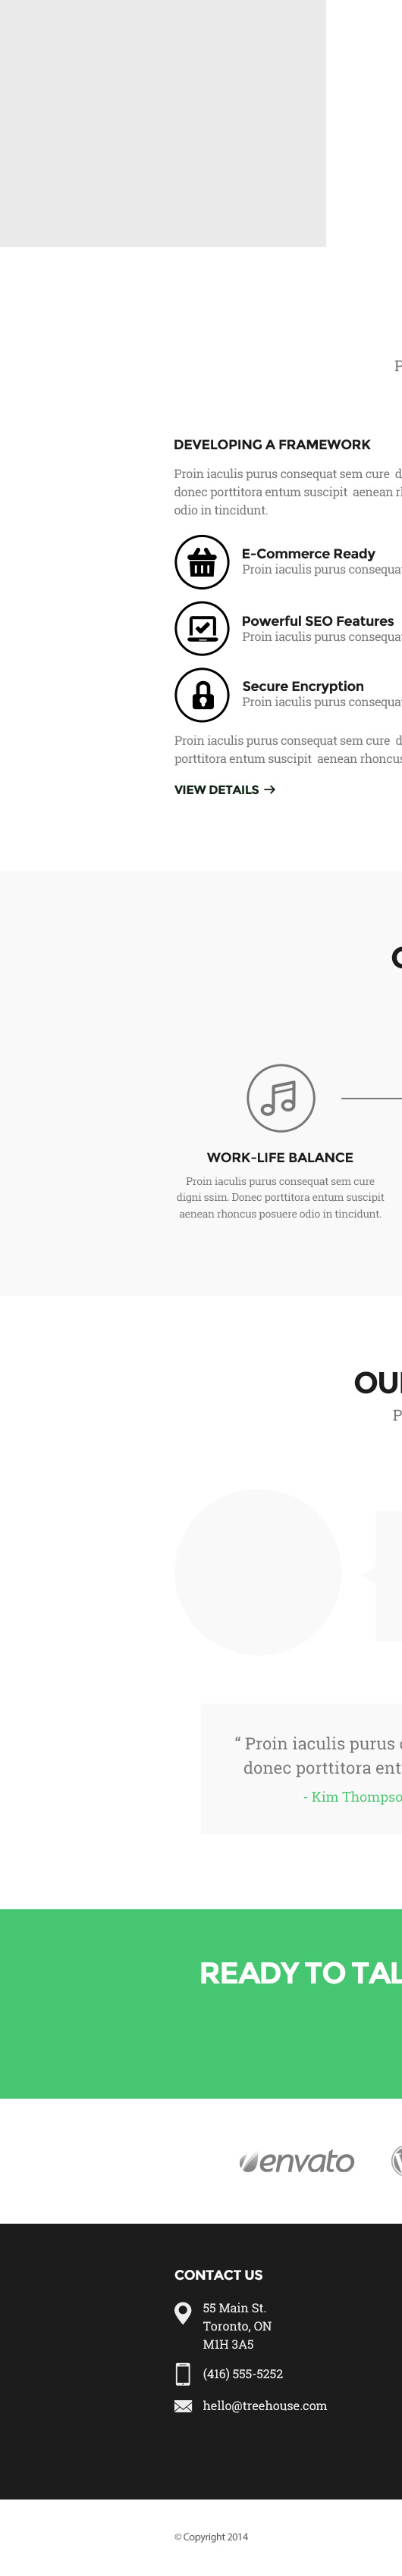 P
DEVELOPING A FRAMEWORK
Proin iaculis purus consequat sem cure d
donec porttitora entum suscipit aenean r
odio in tincidunt.
E-Commerce Ready
Proin iaculis purus consequa
Powerful SEO Features
Proin iaculis purus consequa
Secure Encryption
Proin iaculis purus consequa
Proin iaculis purus consequat sem cure d
porttitora entum suscipit aenean rhoncus
VIEW DETAILS →
WORK-LIFE BALANCE
Proin iaculis purus consequat sem cure
digni ssim. Donec porttitora entum suscipit
aenean rhoncus posuere odio in tincidunt.
OU
P
“ Proin iaculis purus
donec porttitora ent
- Kim Thompso
READY TO TAL
envato
CONTACT US
55 Main St.
Toronto, ON
M1H 3A5
(416) 555-5252
hello@treehouse.com
© Copyright 2014